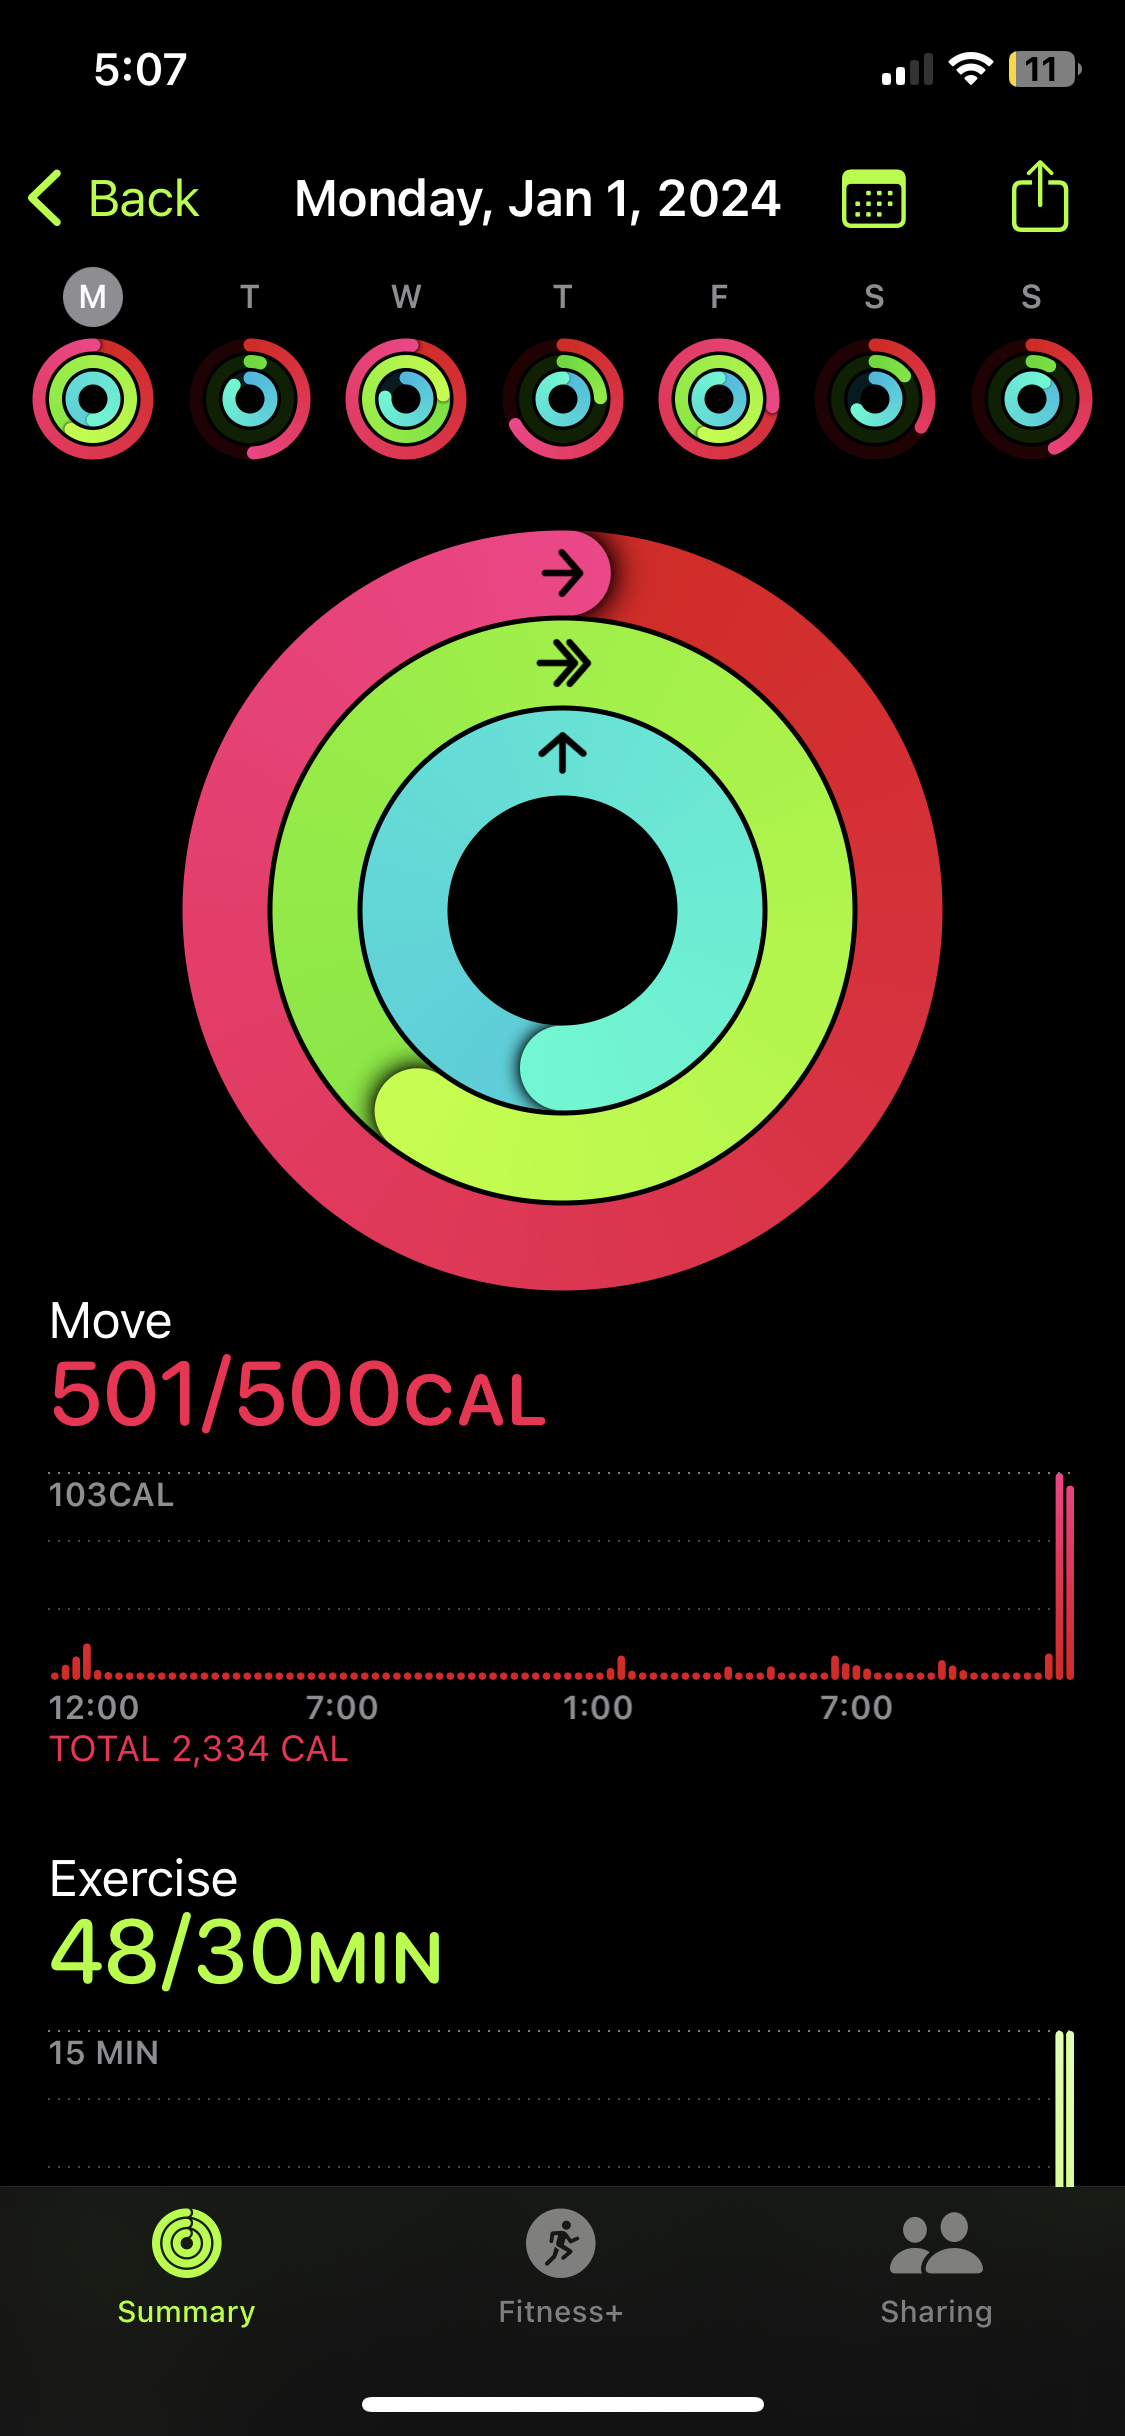 5:07 11
Back Monday, Jan 1, 2024
M T W T F S S
Move
501/500CAL
103CAL
12:00 7:00 1:00 7:00
TOTAL 2,334 CAL
Exercise
48/30MIN
15 MIN
Summary Fitness+ Sharing